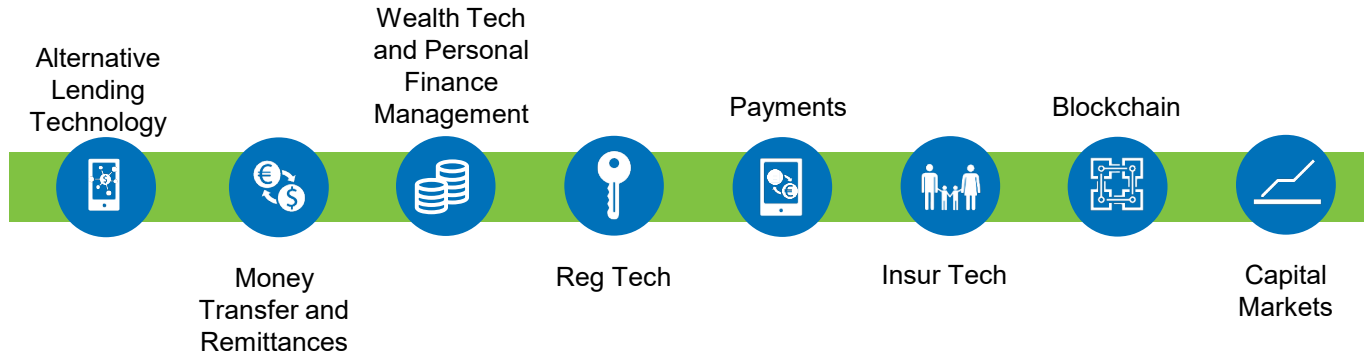 Alternative
Lending
Technology
Money
Transfer and
Remittances
Wealth Tech
and Personal
Finance
Management
Reg Tech
Payments
Insur Tech
Blockchain
Capital
Markets